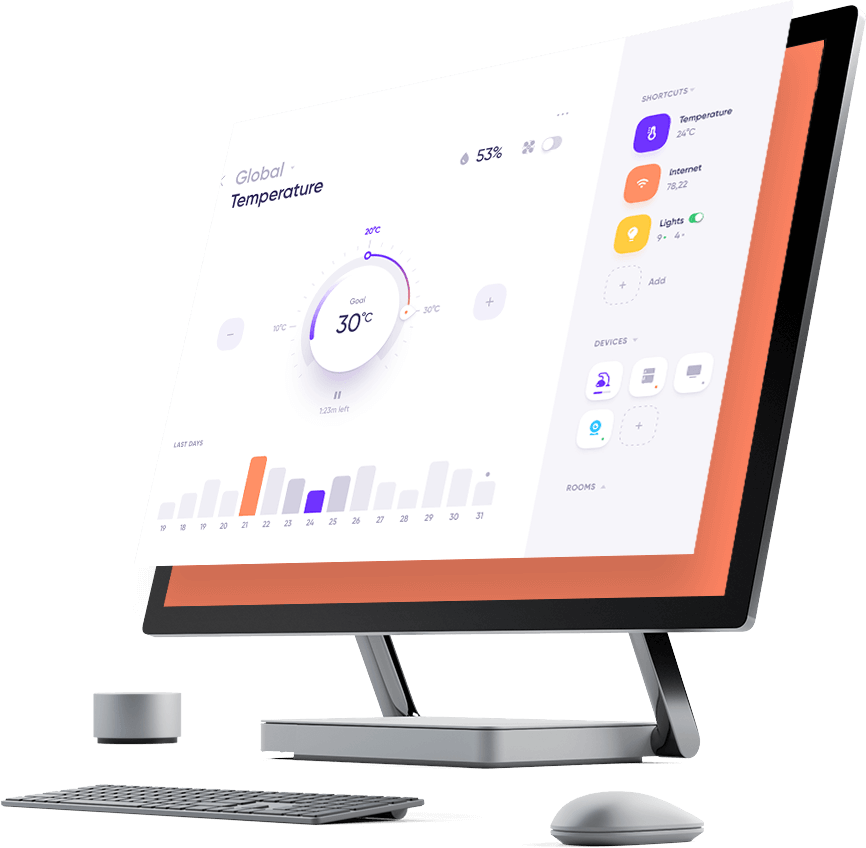 Global
Temperature
53%
20°C
10°C
Goal
30°C
30°C
1:23m left
LAST DAYS
19 18 19 20 21 22 23 24 25 26 27 28 29 30 31
SHORTCUTS
Temperature
24°C
Internet
78,22
Lights
9 4
Add
DEVICES
ROOMS